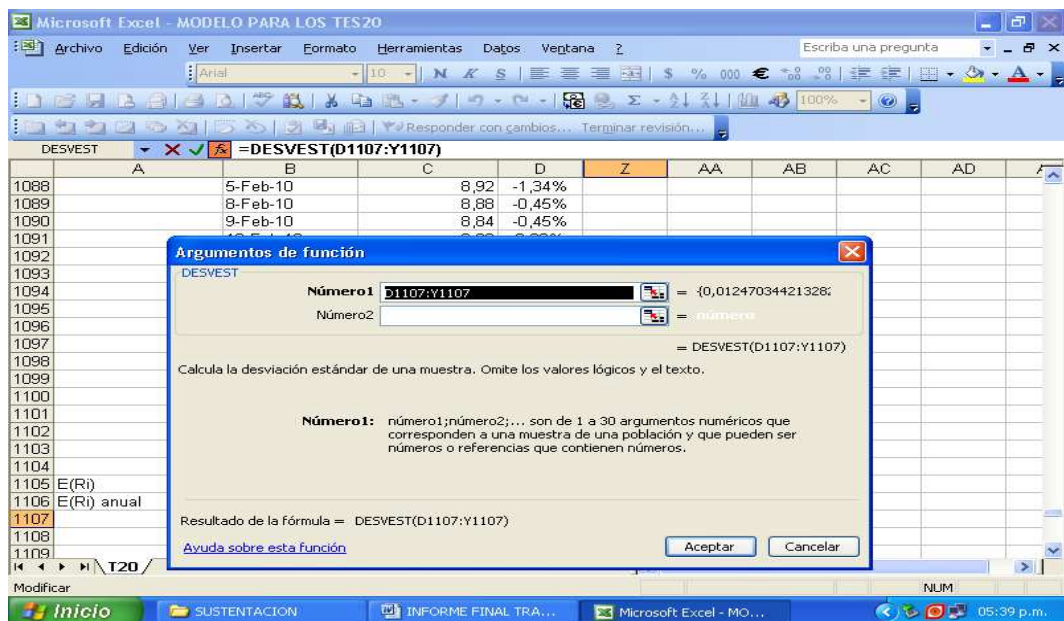 Microsoft Excel - MODELO PARA LOS TES20
Archivo Edición Ver Insertar Formato Herramientas Datos Ventana ? Escriba una pregunta
Arial 10 N K S $ % 000 €
100%
Responder con cambios... Terminar revisión...
DESVEST =DESVEST(D1107:Y1107)
A B C D Z AA AB AC AD
1088 5-Feb-10 8,92 -1,34%
1089 8-Feb-10 8,88 -0,45%
1090 9-Feb-10 8,84 -0,45%
1091
1092
1093
1094
1095
1096
1097
1098
1099
1100
1101
1102
1103
1104
1105 E(Ri)
1106 E(Ri) anual
1107
1108
1109
Argumentos de función
DESVEST
Número1 D1107:Y1107 = {0,01247034421328
Número2 = número
= DESVEST(D1107:Y1107)
Calcula la desviación estándar de una muestra. Omite los valores lógicos y el texto.
Número1: número1;número2;... son de 1 a 30 argumentos numéricos que
corresponden a una muestra de una población y que pueden ser
números o referencias que contienen números.
Resultado de la fórmula = DESVEST(D1107:Y1107)
Ayuda sobre esta función Aceptar Cancelar
T20
Modificar NUM
Inicio SUSTENTACION INFORME FINAL TRA... Microsoft Excel - MO... 05:39 p.m.